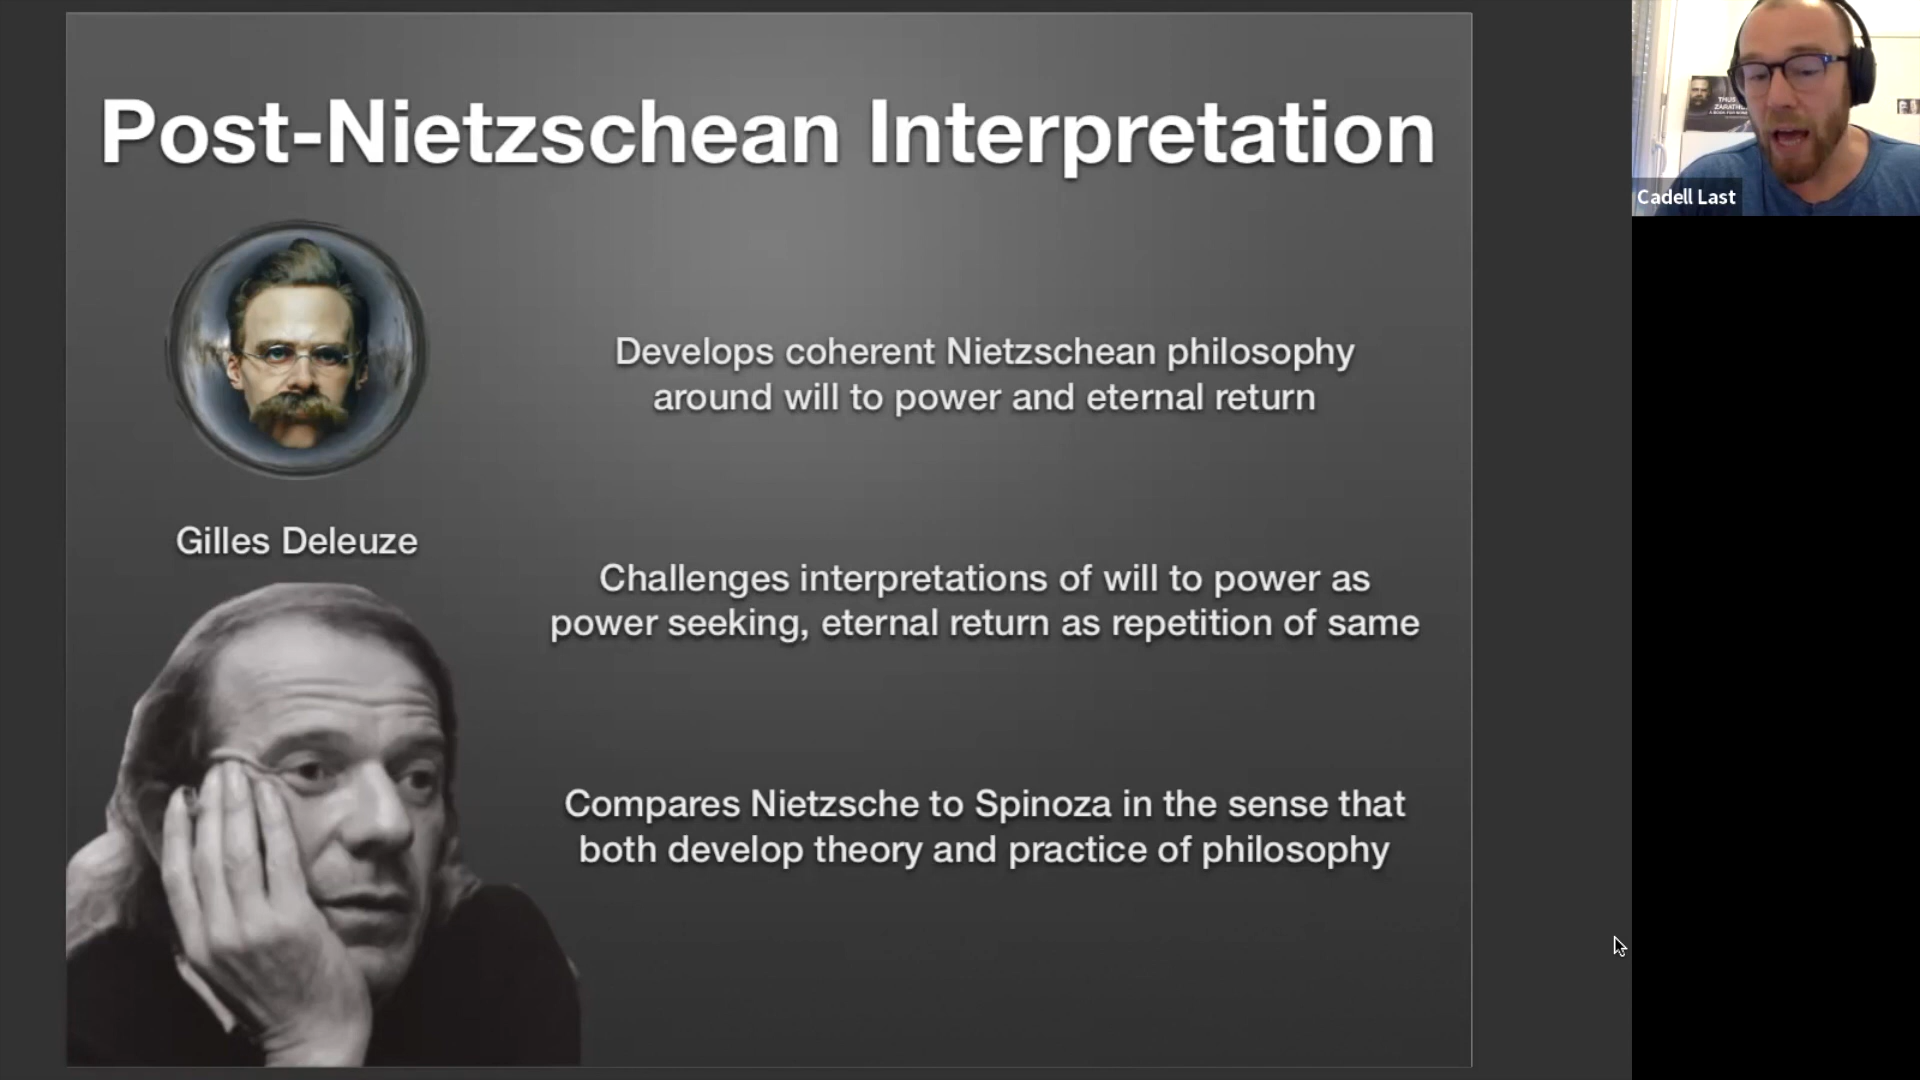 Post-Nietzschean Interpretation
Develops coherent Nietzschean philosophy
around will to power and eternal return
Gilles Deleuze
Challenges interpretations of will to power as
power seeking, eternal return as repetition of same
Compares Nietzsche to Spinoza in the sense that
both develop theory and practice of philosophy
THUS
Cadell Last